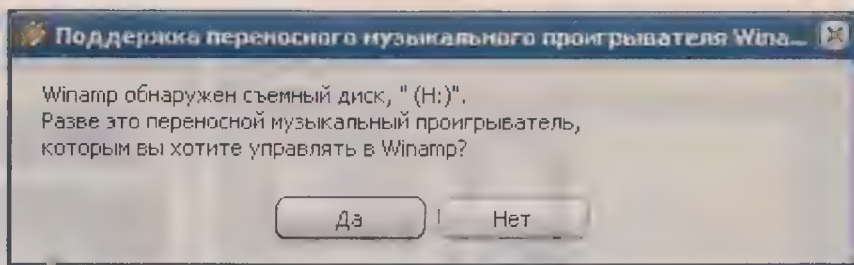 Поддержка переносного музыкального проигрывателя Wina...
Winamp обнаружен съемный диск, " (H:)".
Разве это переносной музыкальный проигрыватель,
которым вы хотите управлять в Winamp?
Да
Нет